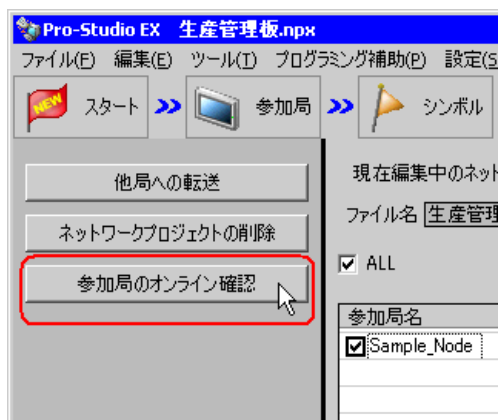 Pro-Studio EX 生産管理板.npx
ファイル(F) 編集(E) ツール(T) プログラミング補助(P) 設定(S
NEW スタート 参加局 シンボル
他局への転送
ネットワークプロジェクトの削除
参加局のオンライン確認
現在編集中のネット
ファイル名 生産管理
ALL
参加局名
Sample_Node